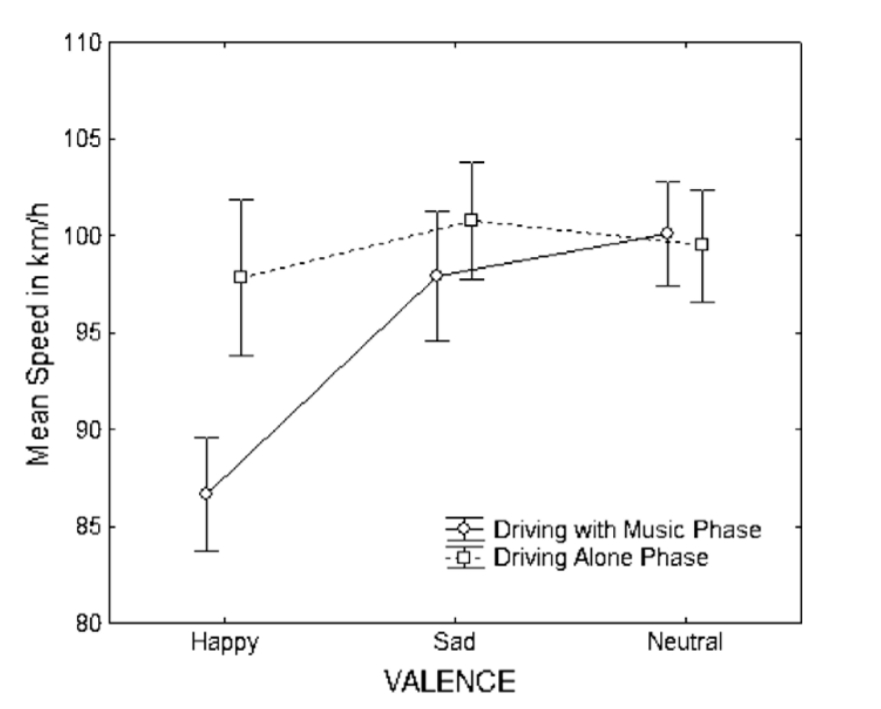 110
105
100
95
90
85
80
Mean Speed in km/h
Driving with Music Phase
Driving Alone Phase
Happy Sad Neutral
VALENCE